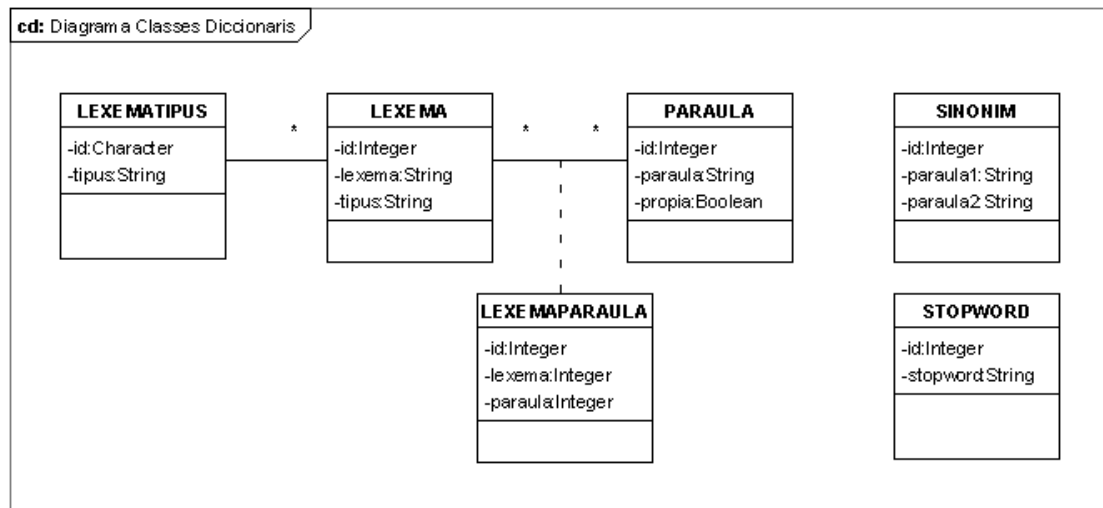 cd: Diagrama Classes Diccionaris
LEXEMATIPUS
-id:Character
-tipus:String
*
LEXEMA
-id:Integer
-lexema:String
-tipus:String
* *
PARAULA
-id:Integer
-paraula:String
-propia:Boolean
SINONIM
-id:Integer
-paraula1: String
-paraula2:String
LEXEMAPARAULA
-id:Integer
-lexema:Integer
-paraula:Integer
STOPWORD
-id:Integer
-stopword:String